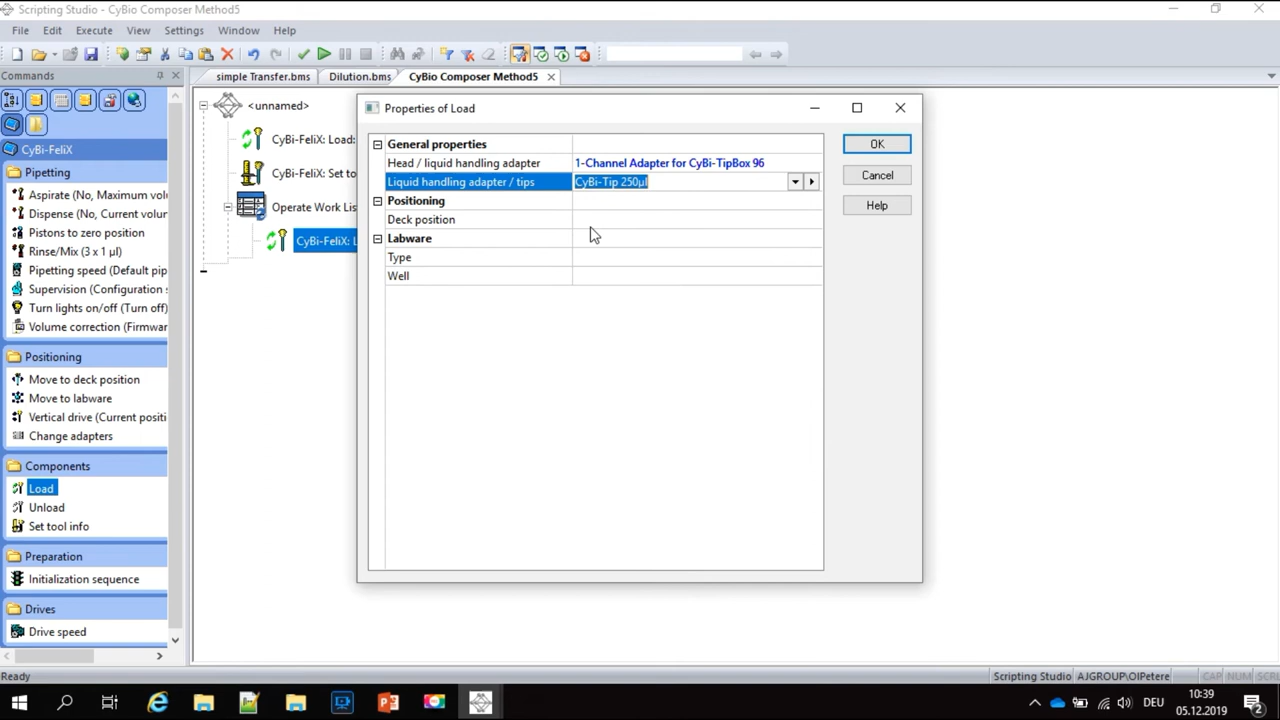 Scripting Studio - CyBio Composer Method5
File Edit Execute View Settings Window Help
Commands
simple Transfer.bms Dilution.bms CyBio Composer Method5
CyBi-FeliX
Pipetting
Aspirate (No, Maximum volu
Dispense (No, Current volun
Pistons to zero position
Rinse/Mix (3 x 1 µl)
Pipetting speed (Default pip
Supervision (Configuration s
Turn lights on/off (Turn off)
Volume correction (Firmwar
Positioning
Move to deck position
Move to labware
Vertical drive (Current positi
Change adapters
Components
Load
Unload
Set tool info
Preparation
Initialization sequence
Drives
Drive speed
<unnamed>
CyBi-FeliX: Load:
CyBi-FeliX: Set to
Operate Work Lis
CyBi-FeliX: L
Properties of Load
General properties
Head / liquid handling adapter 1-Channel Adapter for CyBi-TipBox 96
Liquid handling adapter / tips CyBi-Tip 250µl
Positioning
Deck position
Labware
Type
Well
OK
Cancel
Help
Ready
Scripting Studio AJGROUP\OIPetere CAP NUM SCRL
DEU
10:39
05.12.2019
2